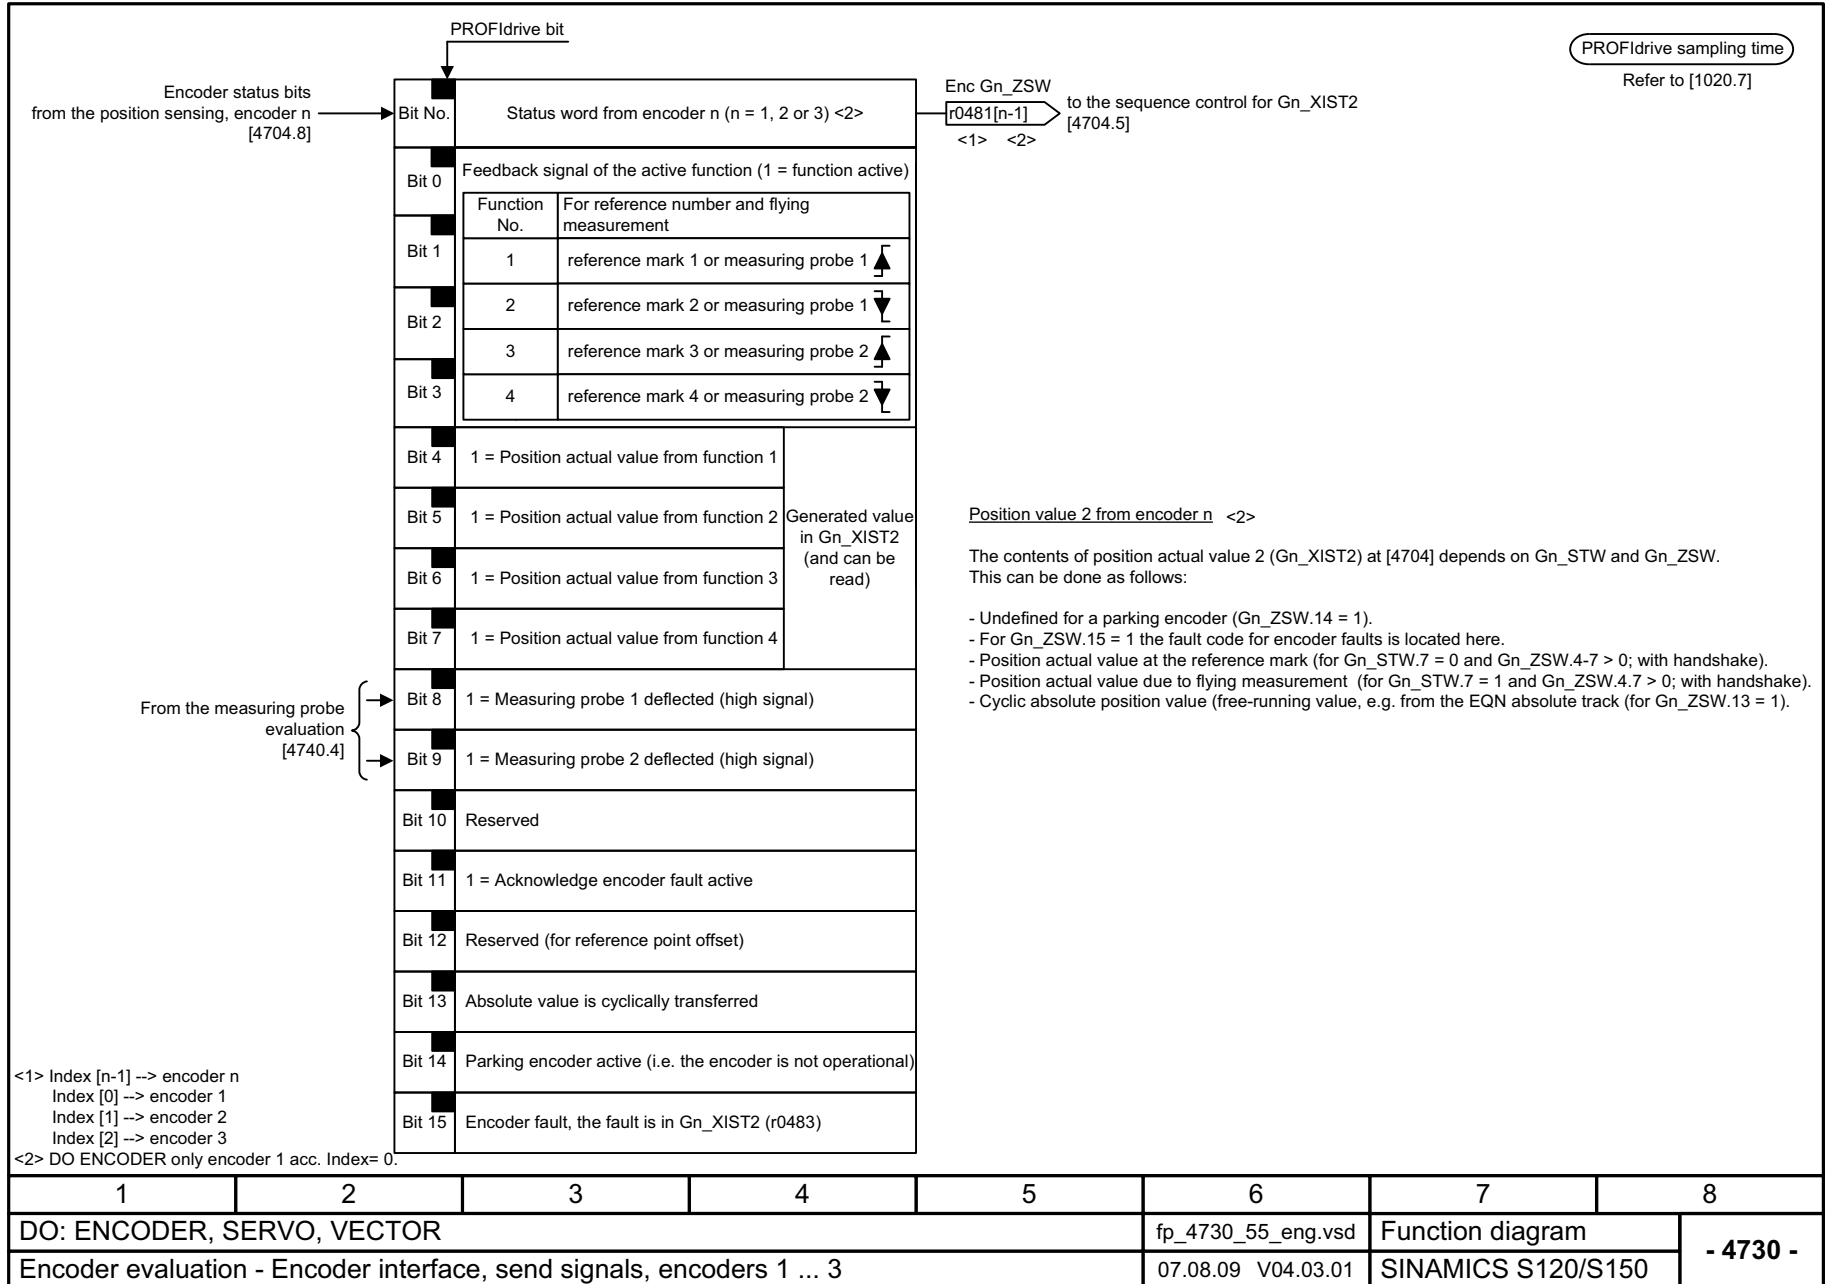 PROFIdrive bit
PROFIdrive sampling time
Refer to [1020.7]
Encoder status bits
from the position sensing, encoder n
[4704.8]
Bit No.
Status word from encoder n (n = 1, 2 or 3) <2>
Enc Gn_ZSW
r0481[n-1]
<1> <2>
to the sequence control for Gn_XIST2
[4704.5]
Bit 0
Feedback signal of the active function (1 = function active)
Function
No.
For reference number and flying
measurement
Bit 1
1
reference mark 1 or measuring probe 1
Bit 2
2
reference mark 2 or measuring probe 1
3
reference mark 3 or measuring probe 2
Bit 3
4
reference mark 4 or measuring probe 2
Bit 4
1 = Position actual value from function 1
Bit 5
1 = Position actual value from function 2
Generated value
in Gn_XIST2
(and can be
read)
Bit 6
1 = Position actual value from function 3
Bit 7
1 = Position actual value from function 4
Position value 2 from encoder n <2>
The contents of position actual value 2 (Gn_XIST2) at [4704] depends on Gn_STW and Gn_ZSW.
This can be done as follows:
- Undefined for a parking encoder (Gn_ZSW.14 = 1).
- For Gn_ZSW.15 = 1 the fault code for encoder faults is located here.
- Position actual value at the reference mark (for Gn_STW.7 = 0 and Gn_ZSW.4-7 > 0; with handshake).
- Position actual value due to flying measurement (for Gn_STW.7 = 1 and Gn_ZSW.4.7 > 0; with handshake).
- Cyclic absolute position value (free-running value, e.g. from the EQN absolute track (for Gn_ZSW.13 = 1).
From the measuring probe
evaluation
[4740.4]
Bit 8
1 = Measuring probe 1 deflected (high signal)
Bit 9
1 = Measuring probe 2 deflected (high signal)
Bit 10
Reserved
Bit 11
1 = Acknowledge encoder fault active
Bit 12
Reserved (for reference point offset)
Bit 13
Absolute value is cyclically transferred
Bit 14
Parking encoder active (i.e. the encoder is not operational)
Bit 15
Encoder fault, the fault is in Gn_XIST2 (r0483)
<1> Index [n-1] --> encoder n
Index [0] --> encoder 1
Index [1] --> encoder 2
Index [2] --> encoder 3
<2> DO ENCODER only encoder 1 acc. Index= 0.
1 2 3 4 5 6 7 8
DO: ENCODER, SERVO, VECTOR
fp_4730_55_eng.vsd
Function diagram
- 4730 -
Encoder evaluation - Encoder interface, send signals, encoders 1 ... 3
07.08.09 V04.03.01
SINAMICS S120/S150